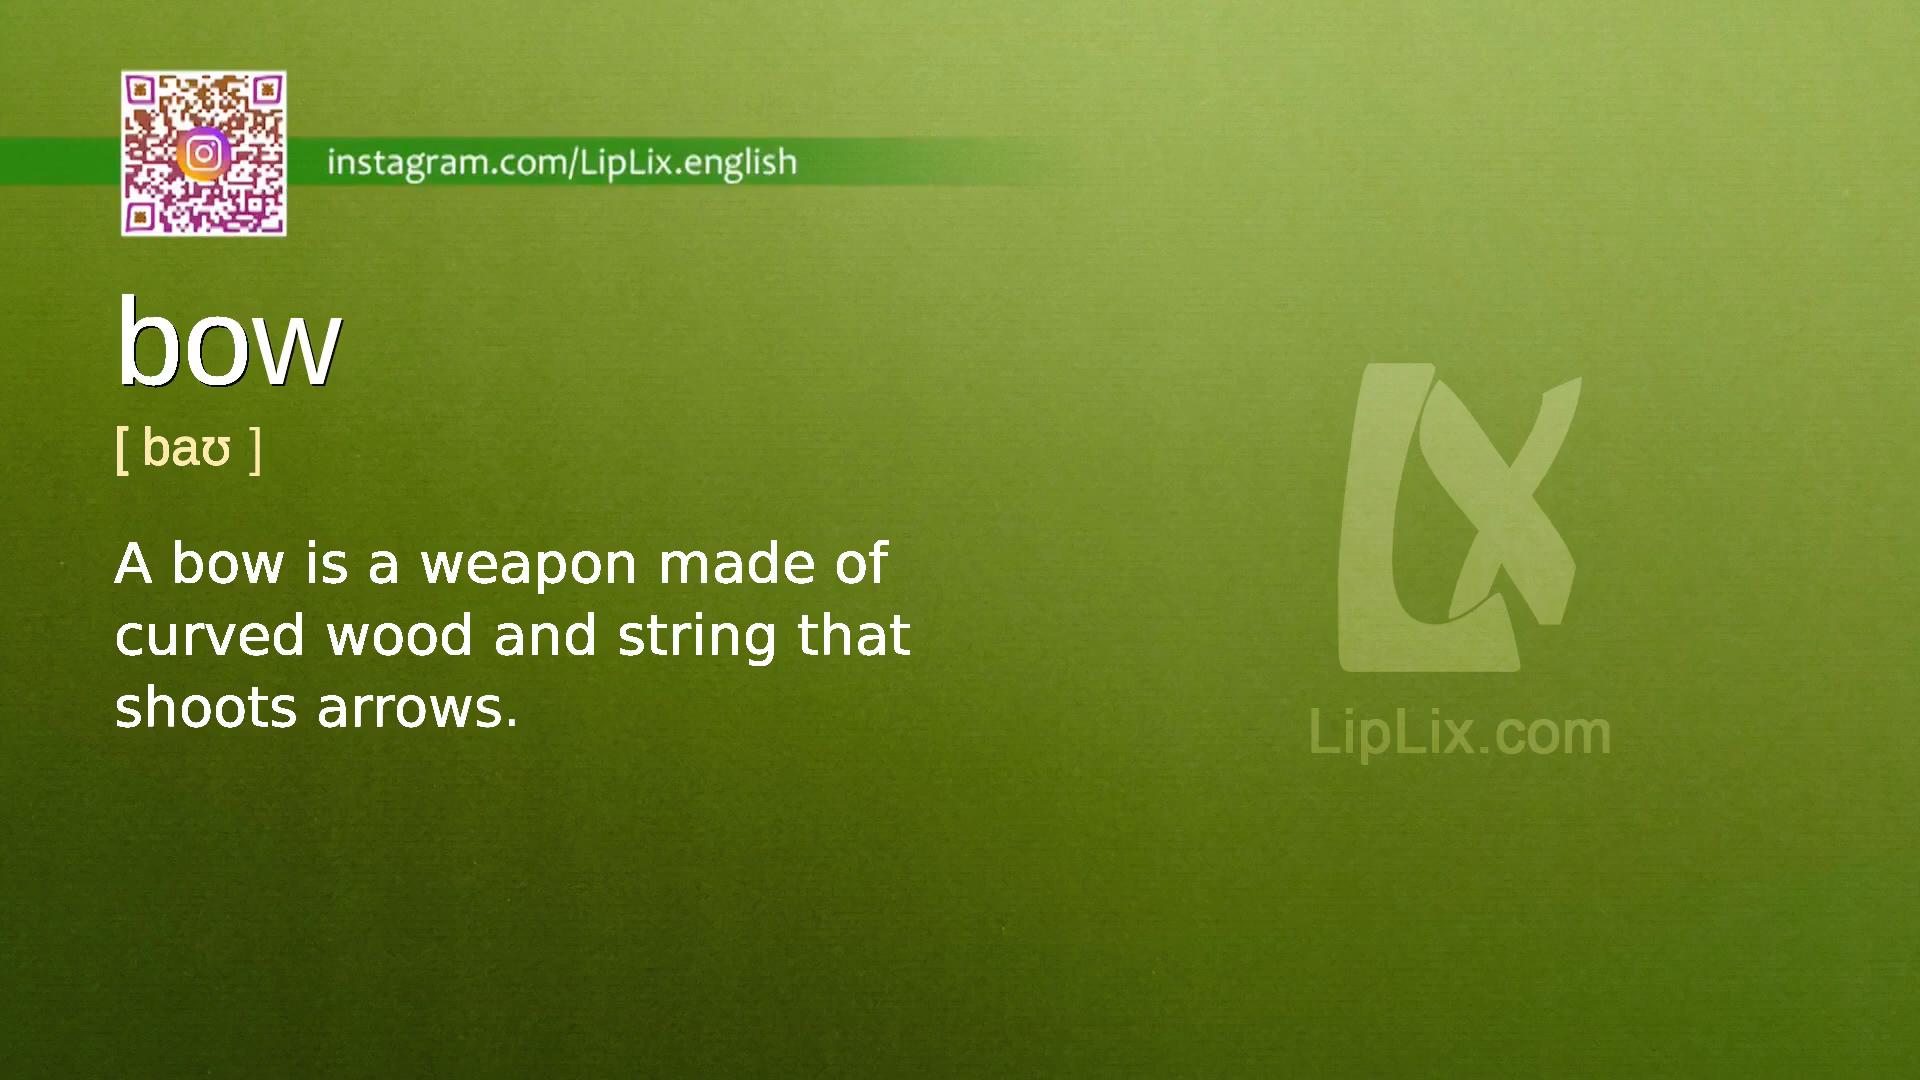 instagram.com/LipLix.english
bow
[ baʊ ]
A bow is a weapon made of
curved wood and string that
shoots arrows.
LX
LipLix.com